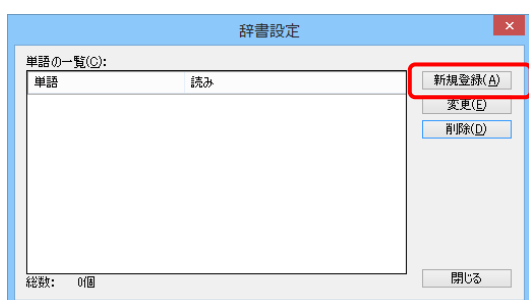 辞書設定
単語の一覧(C):
単語 読み
新規登録(A)
変更(E)
削除(D)
総数: 0個
閉じる